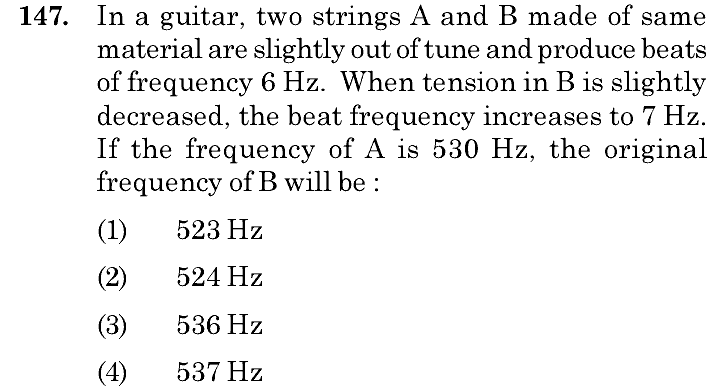 147. In a guitar, two strings A and B made of same
material are slightly out of tune and produce beats
of frequency 6 Hz. When tension in B is slightly
decreased, the beat frequency increases to 7 Hz.
If the frequency of A is 530 Hz, the original
frequency of B will be :
(1) 523 Hz
(2) 524 Hz
(3) 536 Hz
(4) 537 Hz